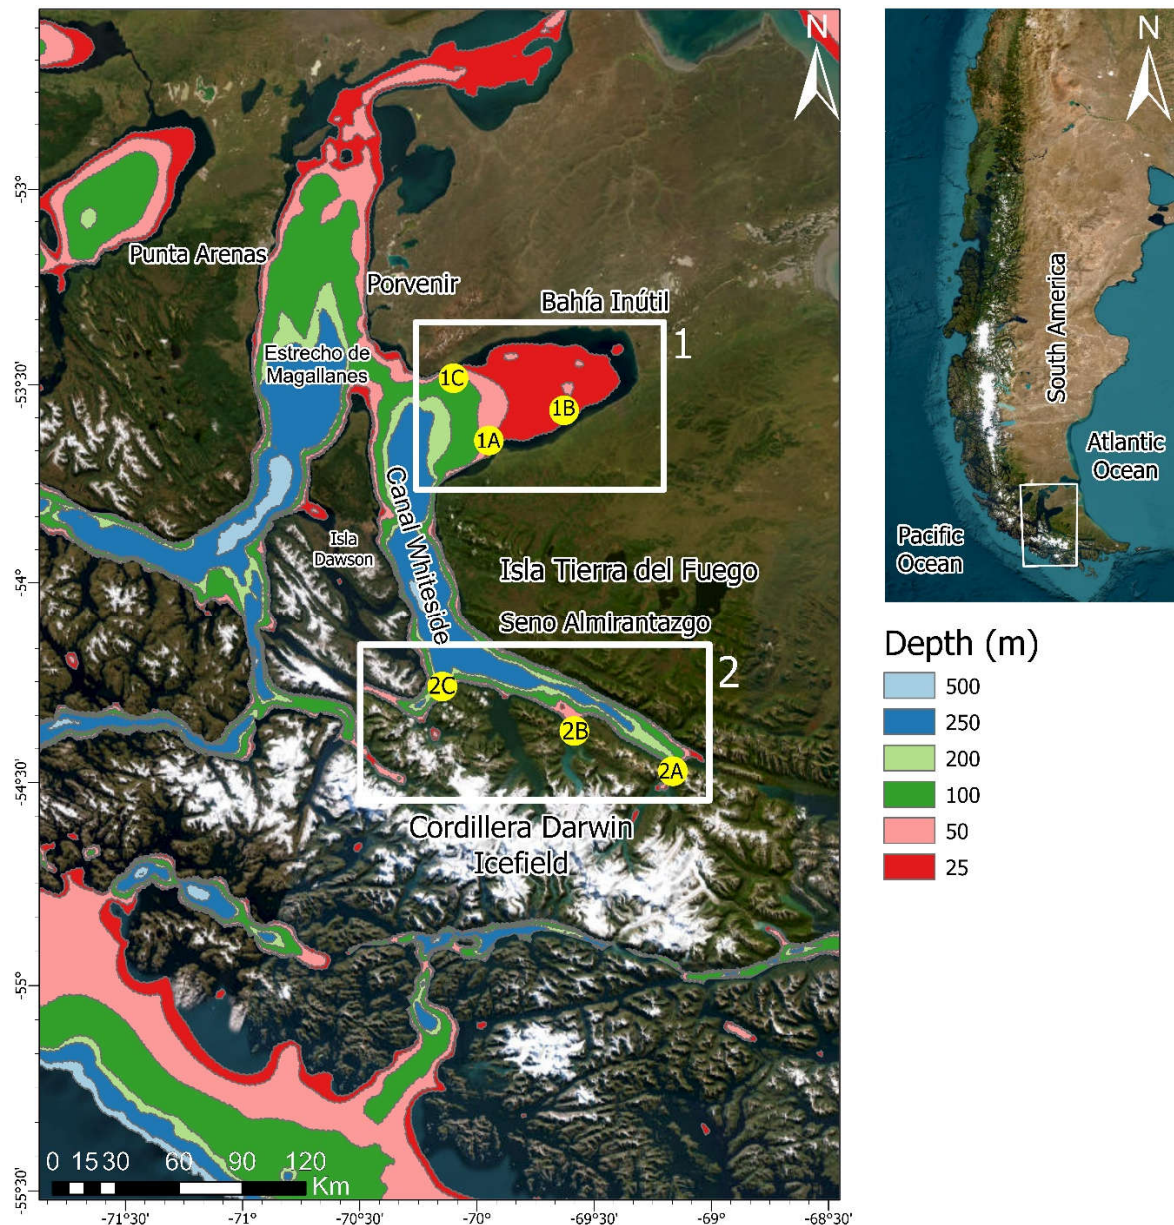 N
-53°
-53°30'
-54°
-54°30'
-55°
-55°30'
Punta Arenas
Porvenir
Bahía Inútil
1
Estrecho de
Magallanes
1C
1B
1A
Canal Whiteside
Isla
Dawson
Isla Tierra del Fuego
Seno Almirantazgo
2
2C
2B
2A
Cordillera Darwin
Icefield
0 15 30 60 90 120
Km
-71°30'
-71°
-70°30'
-70°
-69°30'
-69°
-68°30'
N
South America
Atlantic
Ocean
Pacific
Ocean
Depth (m)
500
250
200
100
50
25